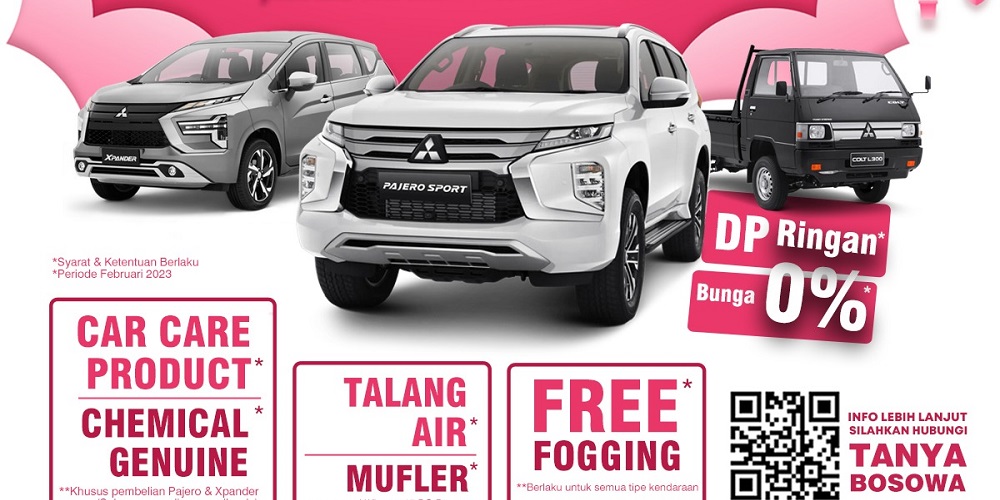 XPANDER
PAJERO SPORT
COLT
COLT L300
*Syarat & Ketentuan Berlaku
*Periode Februari 2023
DP Ringan*
Bunga 0%*
CAR CARE
PRODUCT*
CHEMICAL*
GENUINE
**Khusus pembelian Pajero & Xpander
TALANG
AIR*
MUFLER*
FREE*
FOGGING
**Berlaku untuk semua tipe kendaraan
INFO LEBIH LANJUT
SILAHKAN HUBUNGI
TANYA
BOSOWA